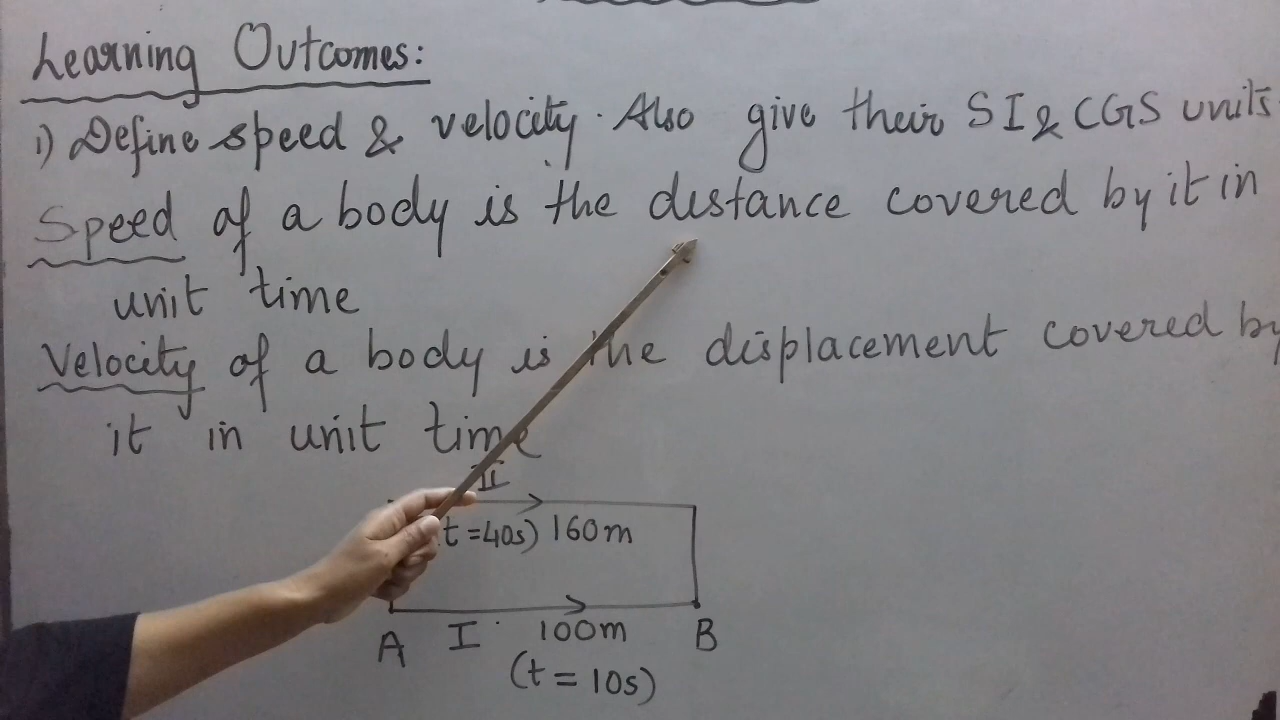 Learning Outcomes:
1) Define speed & velocity. Also give their SI & CGS units
Speed of a body is the distance covered by it in
unit time
Velocity of a body is the displacement covered by
it in unit time
II
(t=40s) 160m
A I 100m B
(t = 10s)